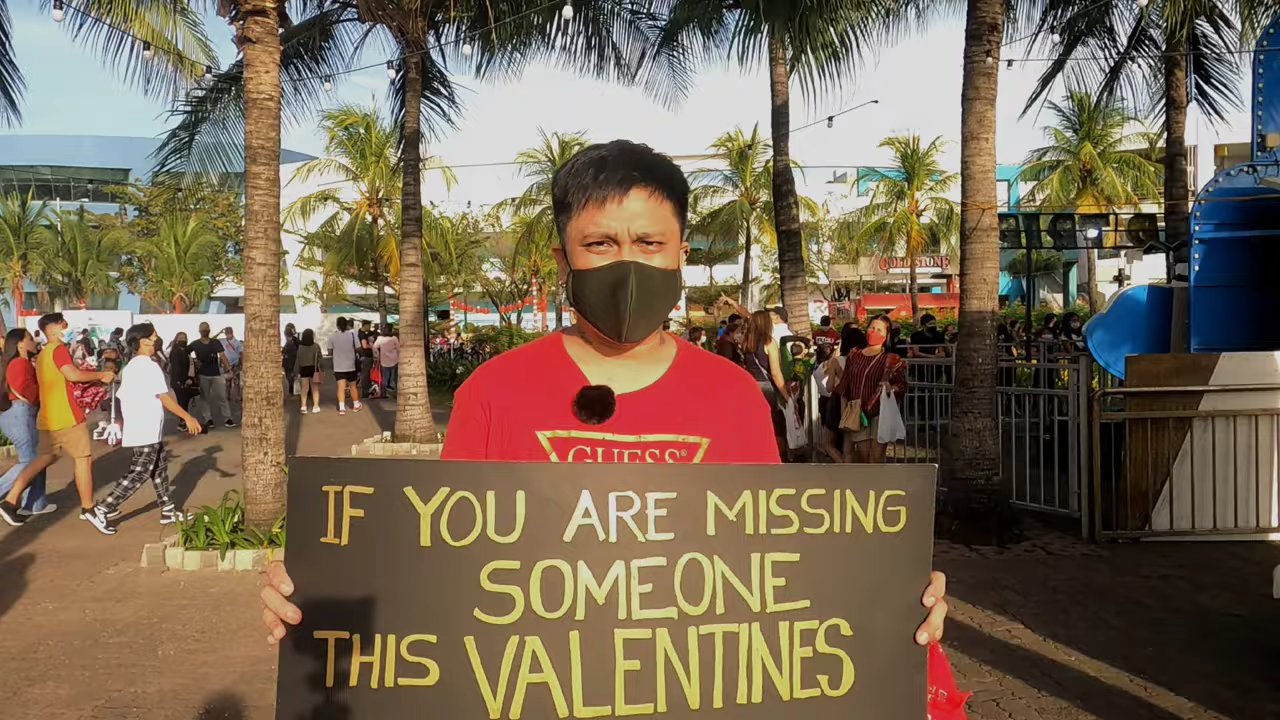 GOLDSTONE
GUESS®
IF YOU ARE MISSING
SOMEONE
THIS VALENTINES